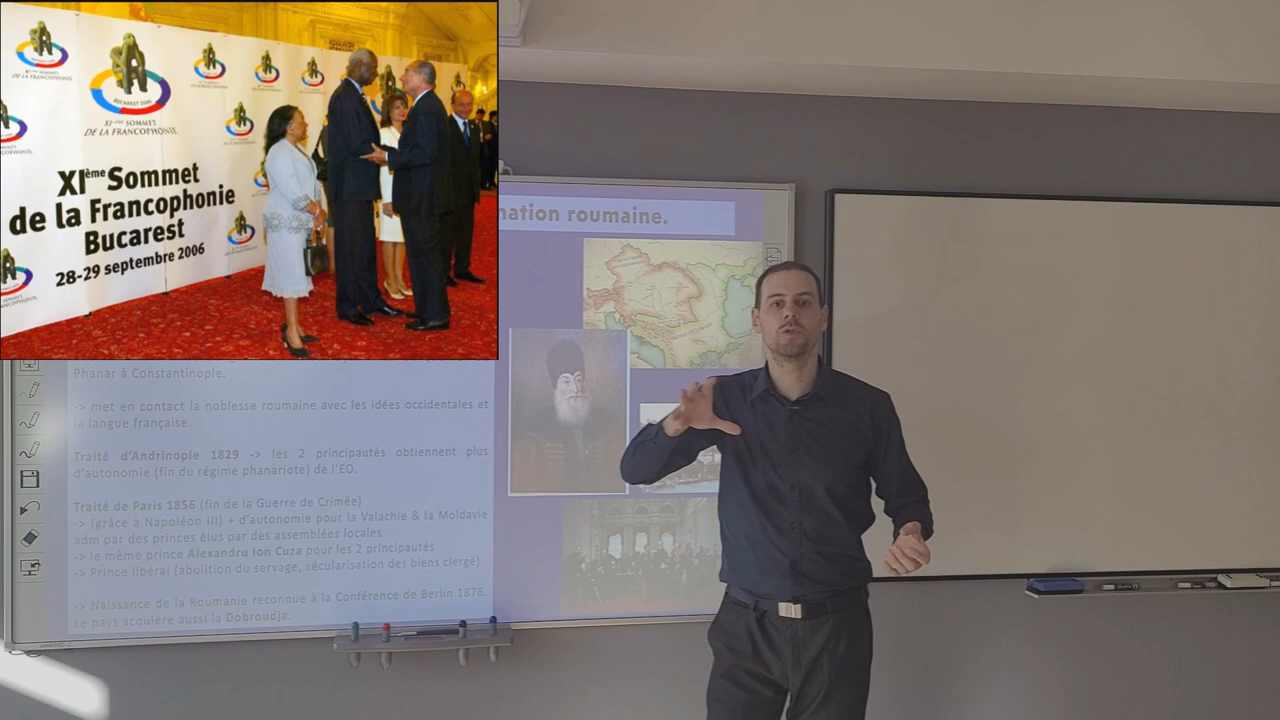 XIème SOMMET
DE LA FRANCOPHONIE
BUCAREST 2006
XIème SOMMET
DE LA FRANCOPHONIE
XIème Sommet
de la Francophonie
Bucarest
28-29 septembre 2006
nation roumaine.
Phanar à Constantinople.
-> met en contact la noblesse roumaine avec les idées occidentales et
la langue française.
Traité d'Andrinople 1829 -> les 2 principautés obtiennent plus
d'autonomie (fin du régime phanariote) de l'EO.
Traité de Paris 1856 (fin de la Guerre de Crimée)
-> (grâce à Napoléon III) + d'autonomie pour la Valachie & la Moldavie
adm par des princes élus par des assemblées locales
-> le même prince Alexandru Ion Cuza pour les 2 principautés
-> Prince libéral (abolition du servage, sécularisation des biens clergé)
-> Naissance de la Roumanie reconnue à la Conférence de Berlin 1878.
Le pays acquière aussi la Dobroudja.